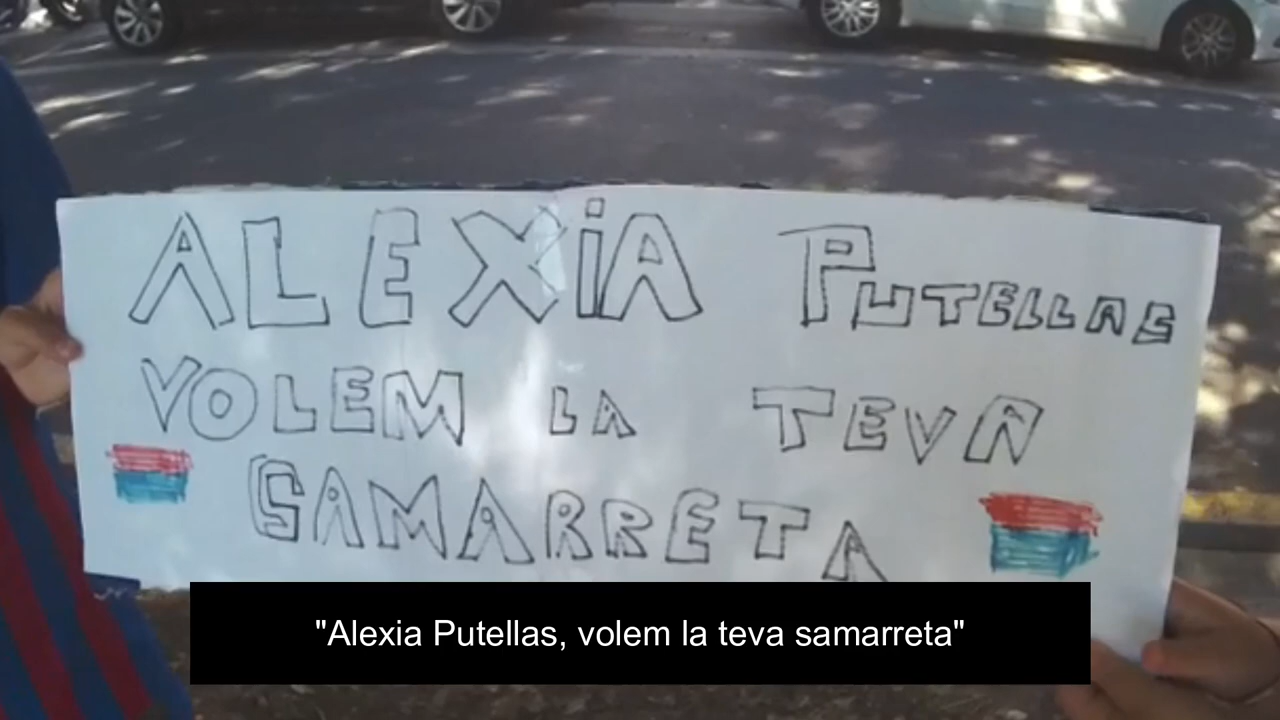 ALEXiA PUTELLAS
VOLEM LA TEVA
SAMARRETA
"Alexia Putellas, volem la teva samarreta"